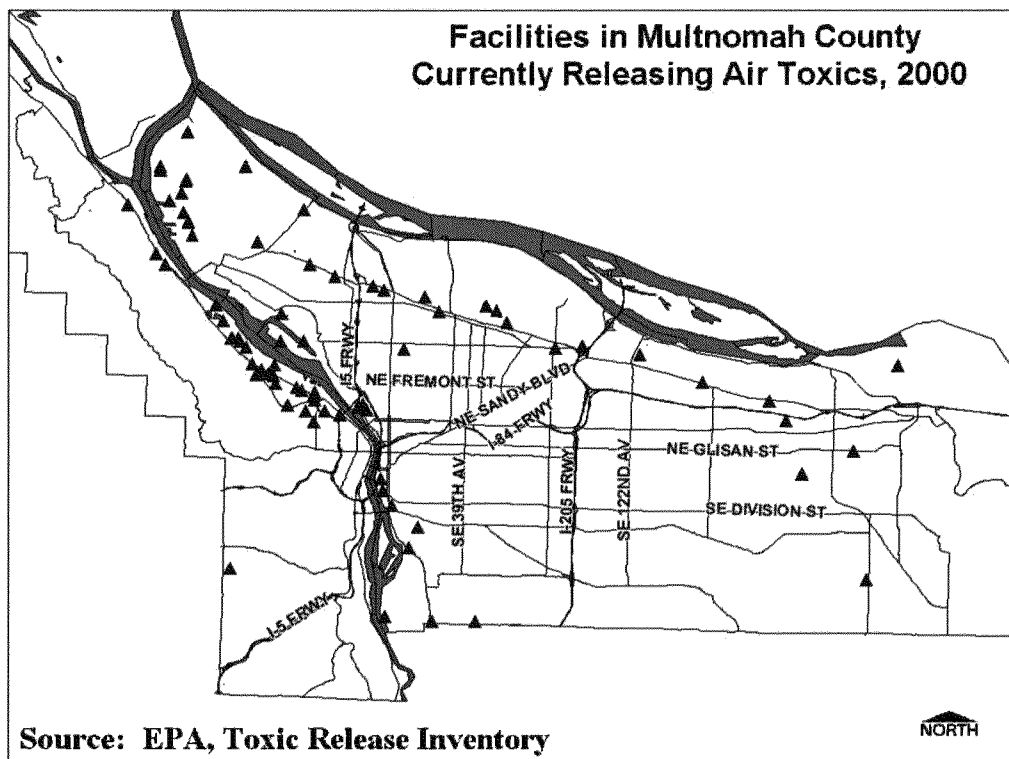 Facilities in Multnomah County
Currently Releasing Air Toxics, 2000
I5 FRWY
NE FREMONT ST
NE SANDY BLVD
I-84 FRWY
NE GLISAN ST
SE 39TH AV
I-205 FRWY
SE 122ND AV
SE DIVISION ST
I-5 FRWY
Source: EPA, Toxic Release Inventory
NORTH